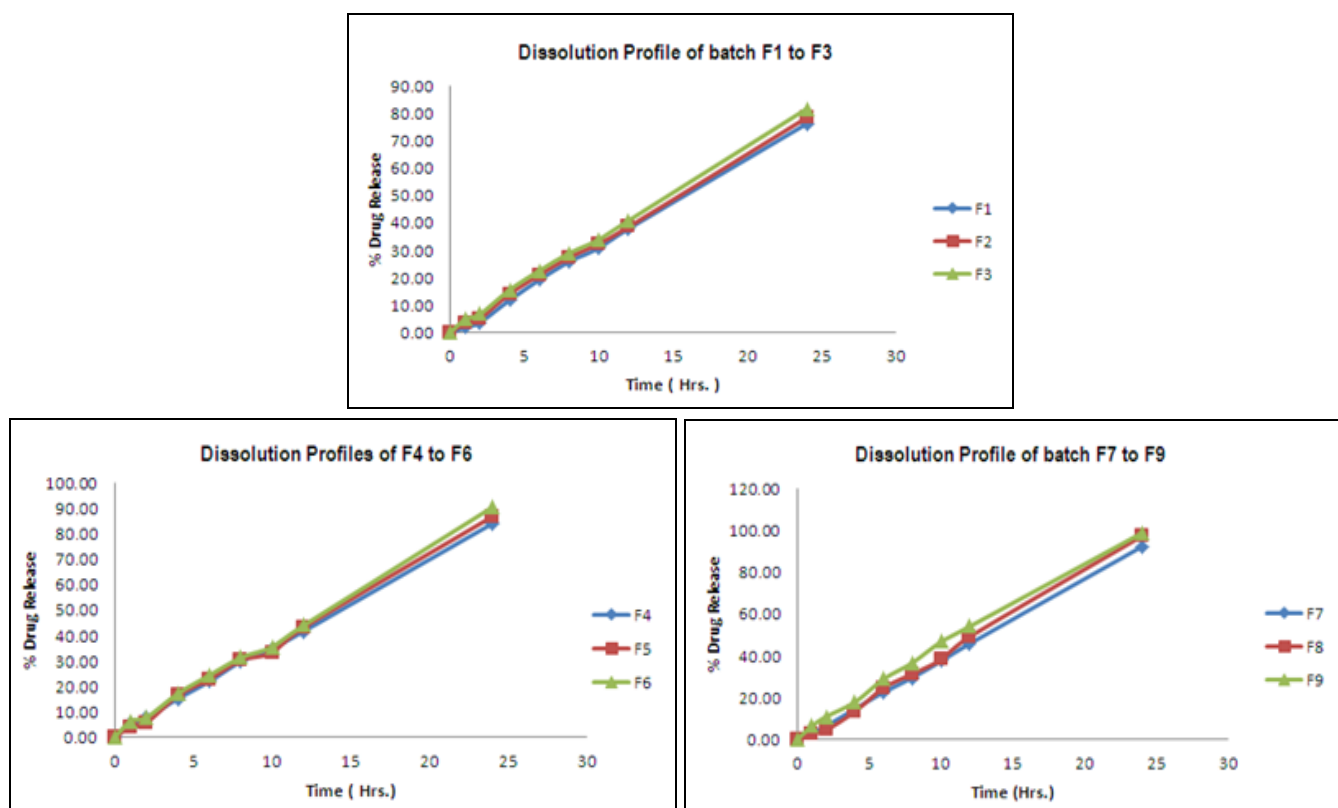 Dissolution Profile of batch F1 to F3
90.00
80.00
70.00
60.00
50.00
40.00
30.00
20.00
10.00
0.00
% Drug Release
0 5 10 15 20 25 30
Time ( Hrs. )
F1
F2
F3
Dissolution Profiles of F4 to F6
100.00
90.00
80.00
70.00
60.00
50.00
40.00
30.00
20.00
10.00
0.00
% Drug Release
0 5 10 15 20 25 30
Time ( Hrs. )
F4
F5
F6
Dissolution Profile of batch F7 to F9
120.00
100.00
80.00
60.00
40.00
20.00
0.00
% Drug Release
0 5 10 15 20 25 30
Time (Hrs.)
F7
F8
F9